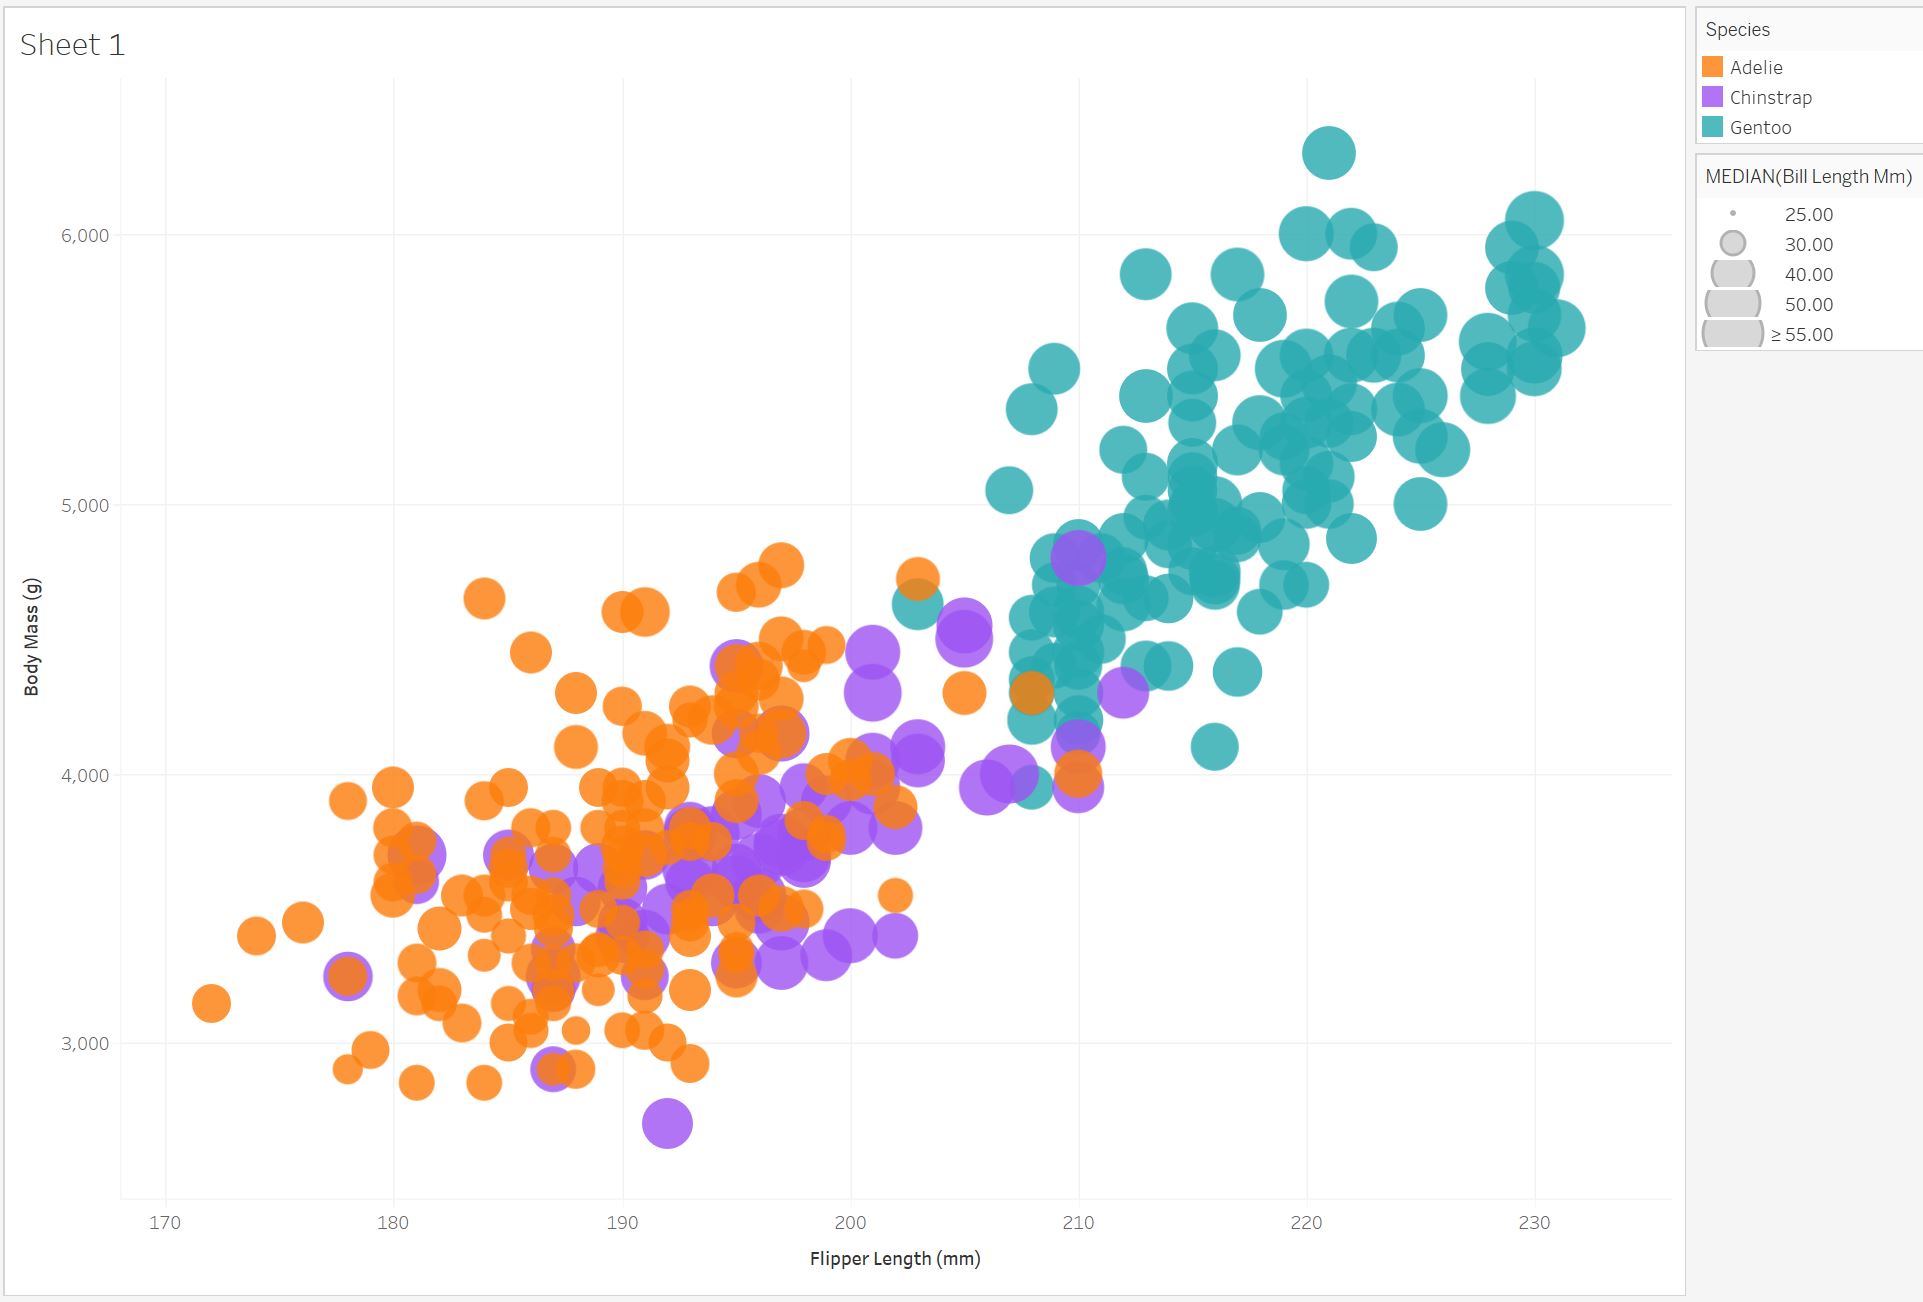 Sheet 1
6,000
5,000
4,000
3,000
Body Mass (g)
170 180 190 200 210 220 230
Flipper Length (mm)
Species
Adelie
Chinstrap
Gentoo
MEDIAN(Bill Length Mm)
25.00
30.00
40.00
50.00
≥ 55.00